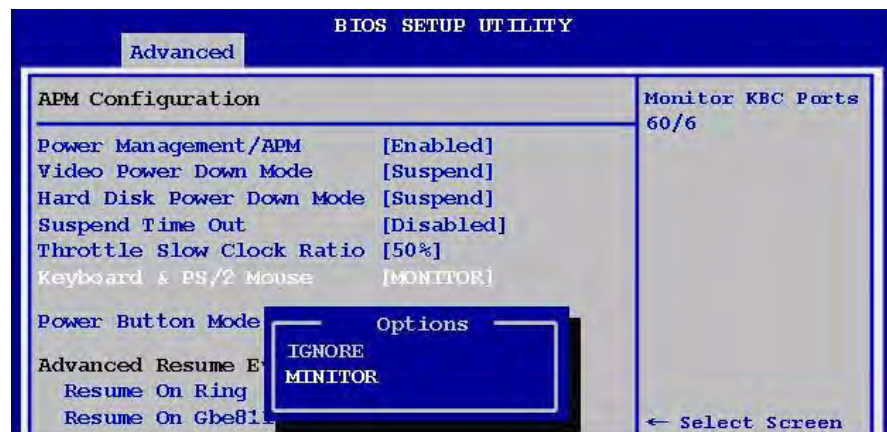 BIOS SETUP UTILITY
Advanced
APM Configuration
Power Management/APM [Enabled]
Video Power Down Mode [Suspend]
Hard Disk Power Down Mode [Suspend]
Suspend Time Out [Disabled]
Throttle Slow Clock Ratio [50%]
Keyboard & PS/2 Mouse [MONITOR]
Power Button Mode
Advanced Resume
Resume On Ring
Resume On
Monitor KBC Ports
60/6
Options
IGNORE
MINITOR
← Select Screen